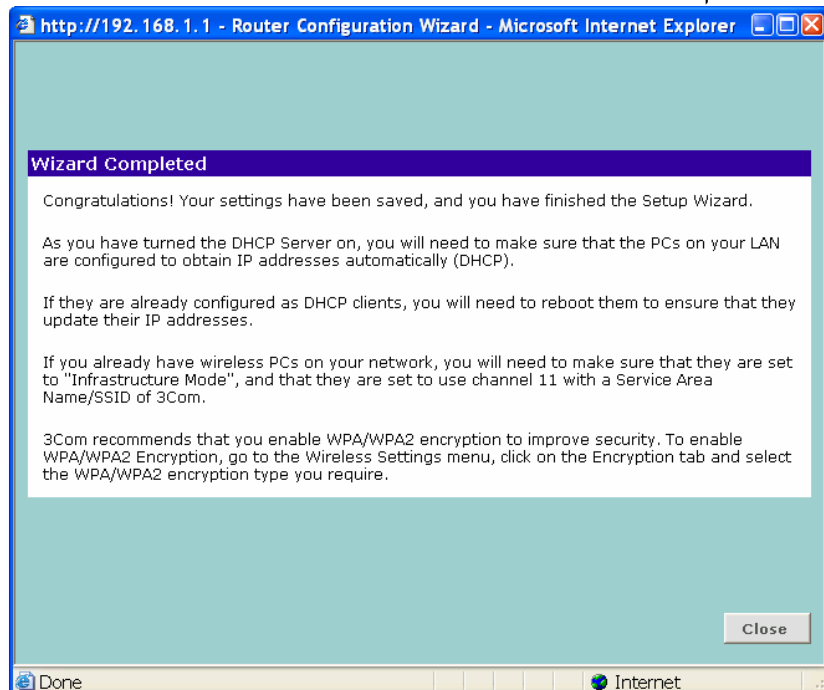 http://192.168.1.1 - Router Configuration Wizard - Microsoft Internet Explorer
Wizard Completed
Congratulations! Your settings have been saved, and you have finished the Setup Wizard.
As you have turned the DHCP Server on, you will need to make sure that the PCs on your LAN
are configured to obtain IP addresses automatically (DHCP).
If they are already configured as DHCP clients, you will need to reboot them to ensure that they
update their IP addresses.
If you already have wireless PCs on your network, you will need to make sure that they are set
to "Infrastructure Mode", and that they are set to use channel 11 with a Service Area
Name/SSID of 3Com.
3Com recommends that you enable WPA/WPA2 encryption to improve security. To enable
WPA/WPA2 Encryption, go to the Wireless Settings menu, click on the Encryption tab and select
the WPA/WPA2 encryption type you require.
Close
Done
Internet